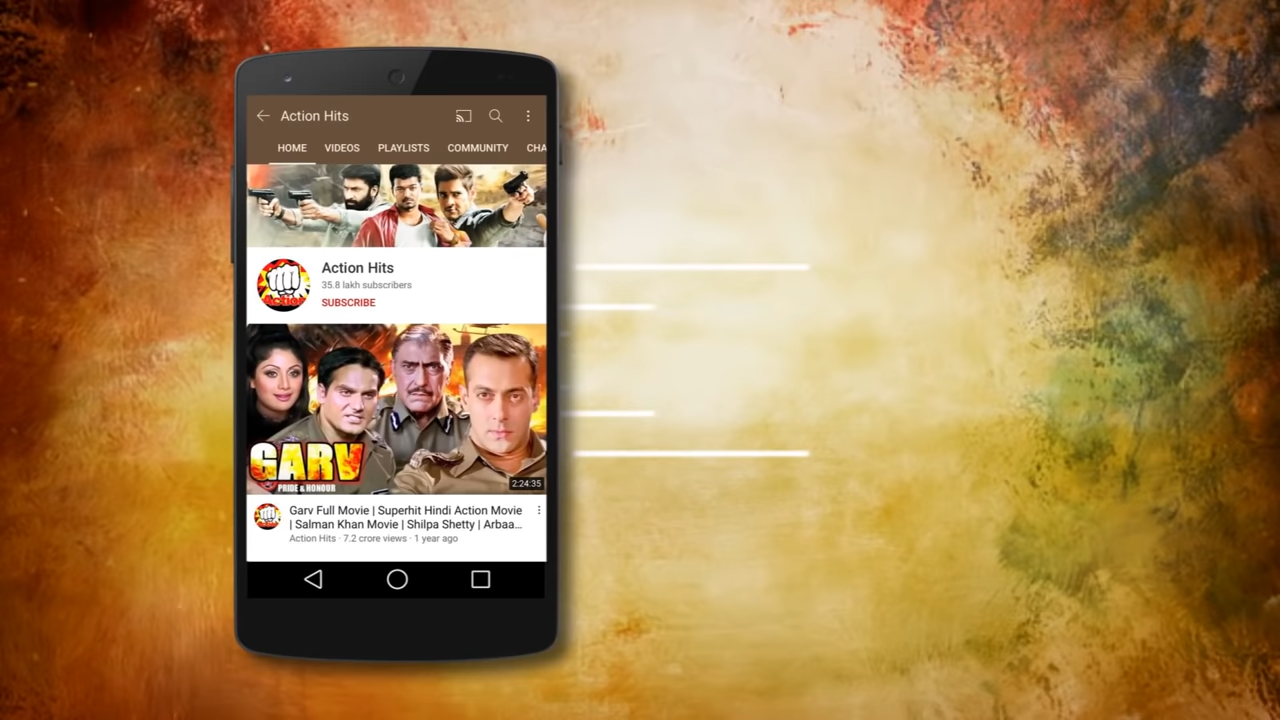 Action Hits
HOME VIDEOS PLAYLISTS COMMUNITY CHA
Action Hits
35.8 lakh subscribers
SUBSCRIBE
Action
GARV
PRIDE & HONOUR
2:24:35
Garv Full Movie | Superhit Hindi Action Movie
| Salman Khan Movie | Shilpa Shetty | Arbaa...
Action Hits · 7.2 crore views · 1 year ago